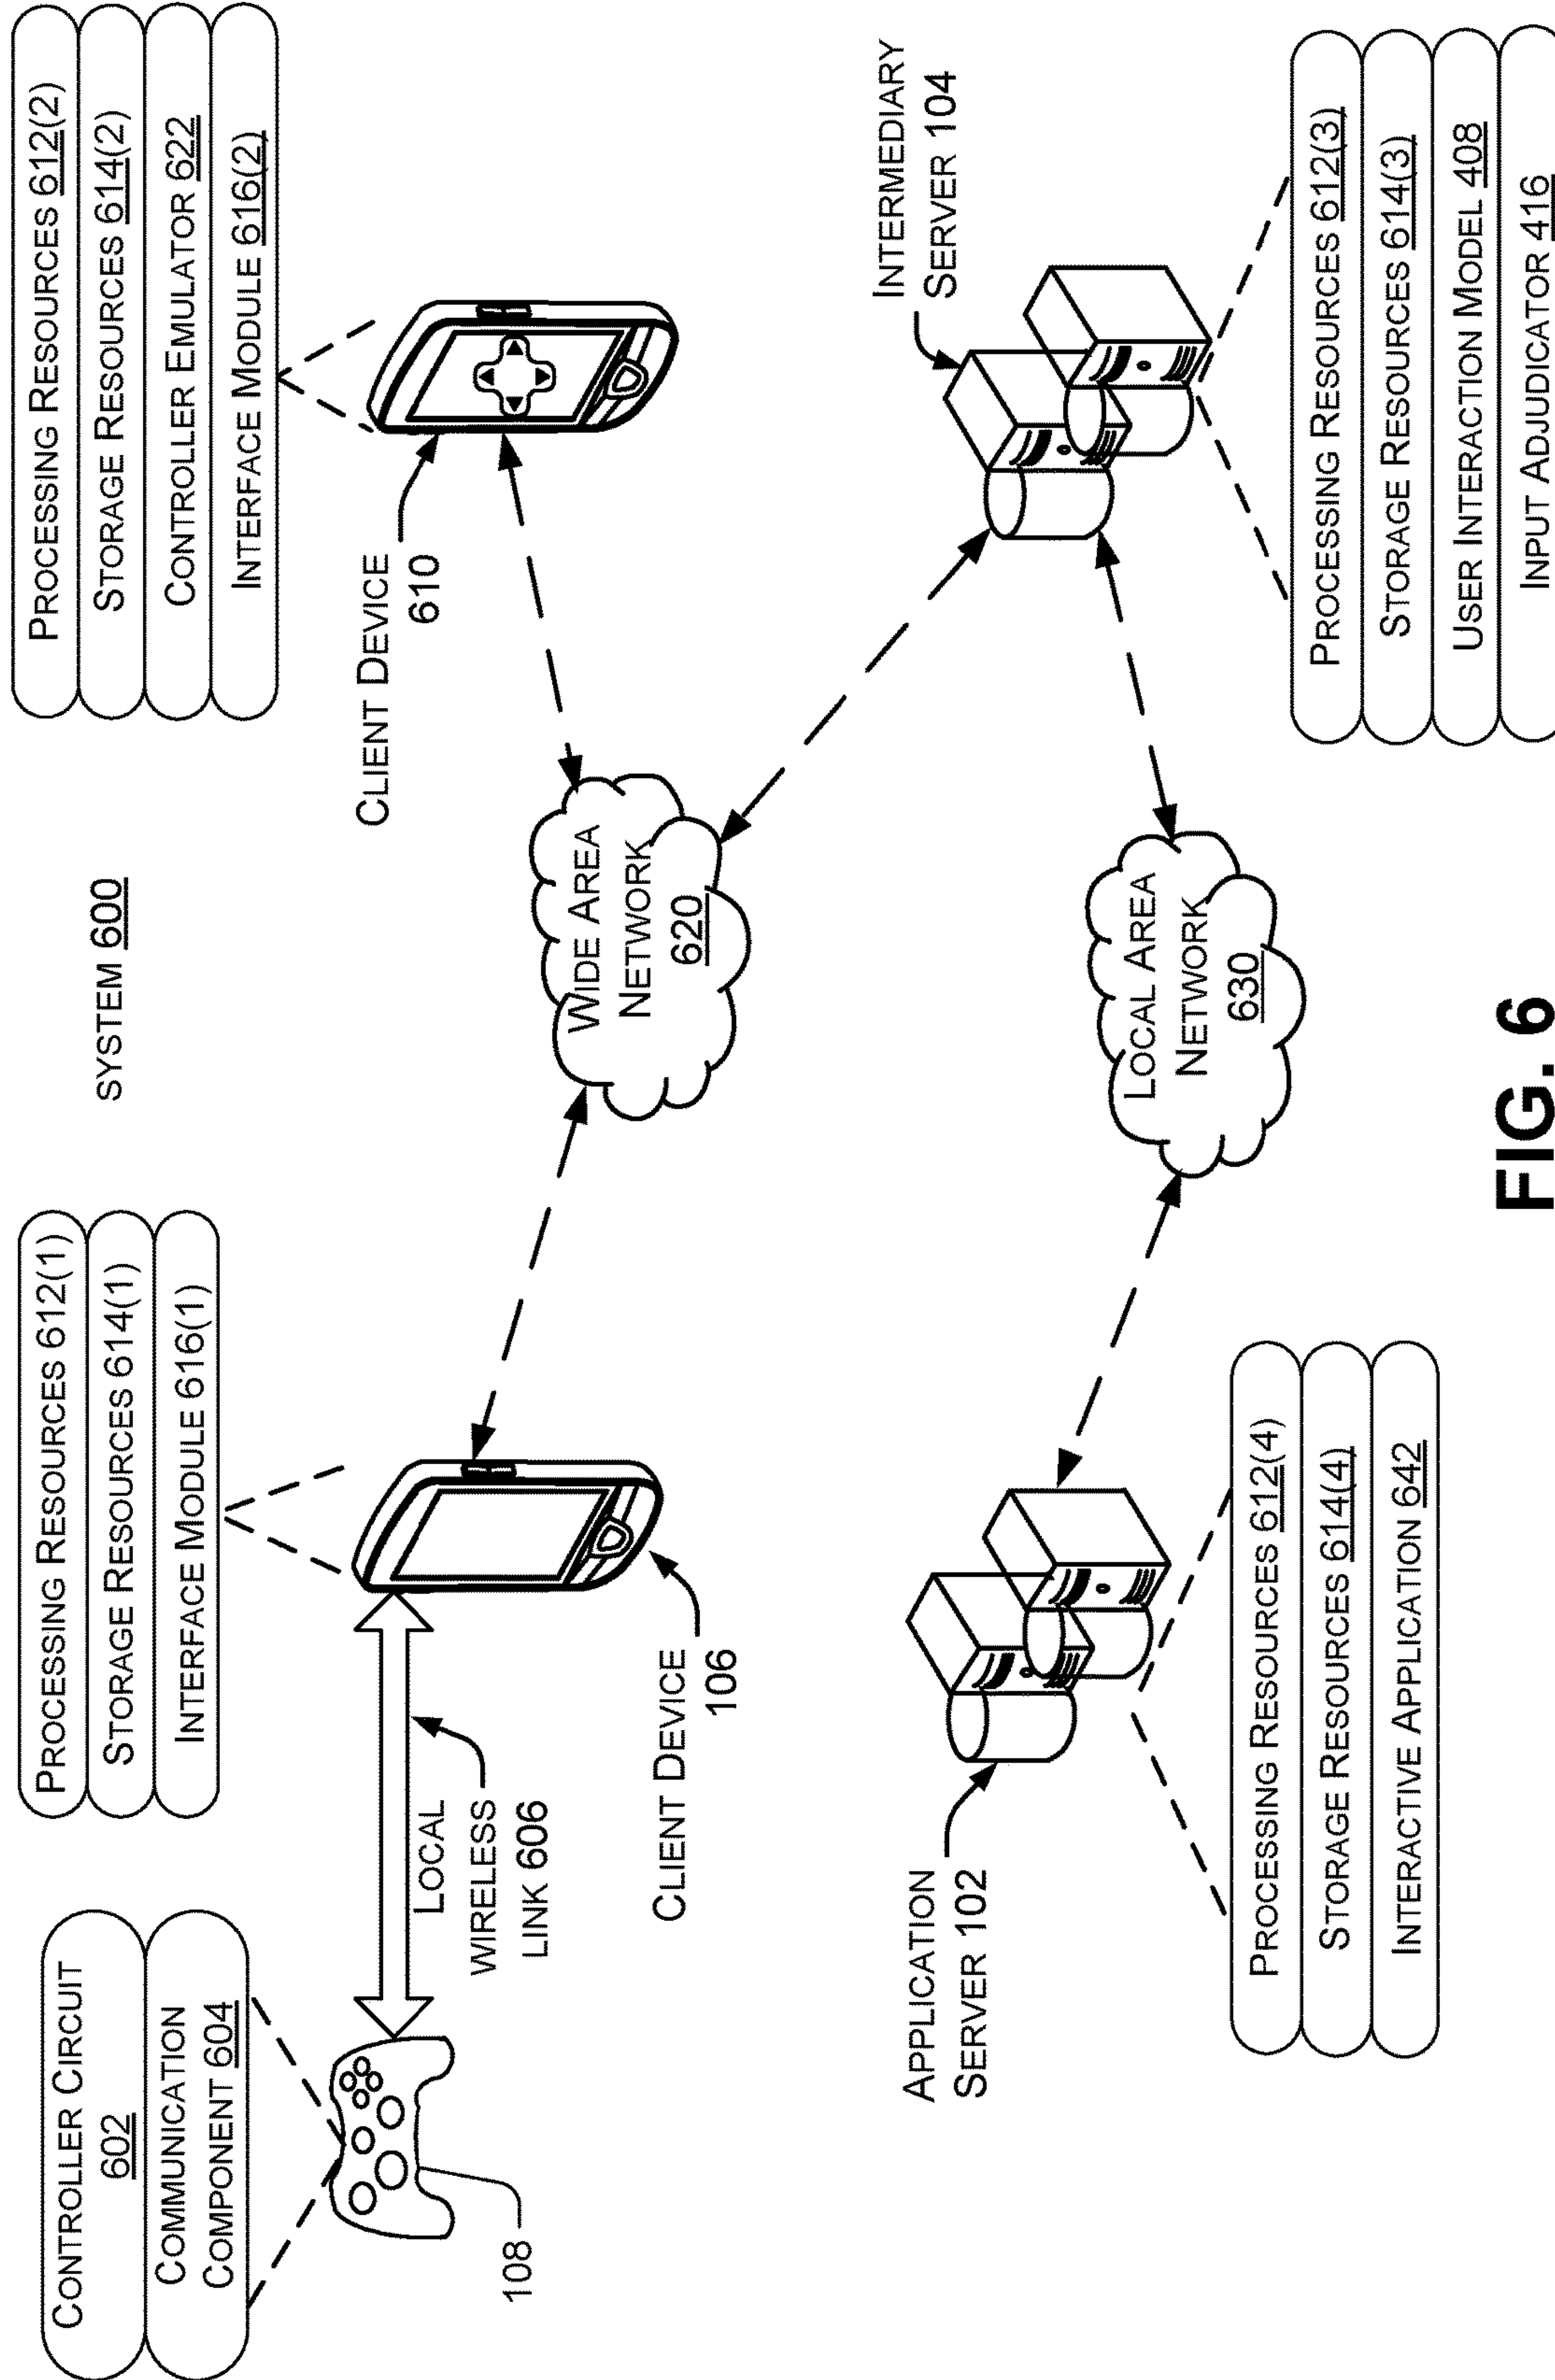 SYSTEM 600
CONTROLLER CIRCUIT
602
COMMUNICATION
COMPONENT 604
108
LOCAL
WIRELESS
LINK 606
PROCESSING RESOURCES 612(1)
STORAGE RESOURCES 614(1)
INTERFACE MODULE 616(1)
CLIENT DEVICE
106
PROCESSING RESOURCES 612(2)
STORAGE RESOURCES 614(2)
CONTROLLER EMULATOR 622
INTERFACE MODULE 616(2)
CLIENT DEVICE
610
WIDE AREA
NETWORK
620
APPLICATION
SERVER 102
PROCESSING RESOURCES 612(4)
STORAGE RESOURCES 614(4)
INTERACTIVE APPLICATION 642
LOCAL AREA
NETWORK
630
INTERMEDIARY
SERVER 104
PROCESSING RESOURCES 612(3)
STORAGE RESOURCES 614(3)
USER INTERACTION MODEL 408
INPUT ADJUDICATOR 416
FIG. 6